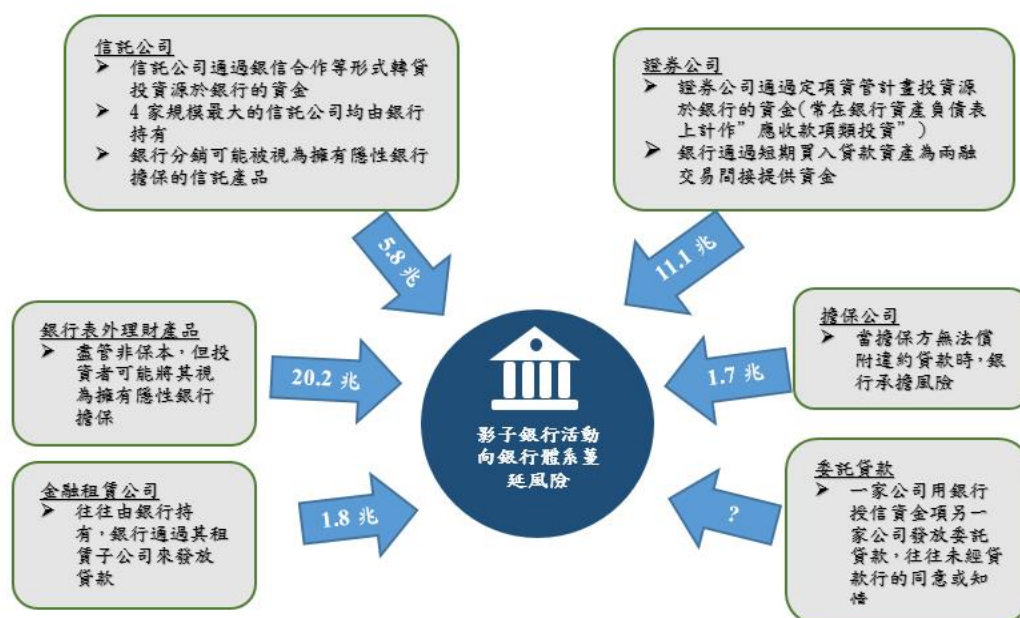 信託公司
➤ 信託公司通過銀信合作等形式轉貸
投資源於銀行的資金
➤ 4 家規模最大的信託公司均由銀行
持有
➤ 銀行分銷可能被視為擁有隱性銀行
擔保的信託產品
證券公司
➤ 證券公司通過定項資管計畫投資源
於銀行的資金(常在銀行資產負債表
上計作”應收款項類投資”)
➤ 銀行通過短期買入貸款資產為兩融
交易間接提供資金
5.8 兆
11.1 兆
銀行表外理財產品
➤ 盡管非保本，但投
資者可能將其視
為擁有隱性銀行
擔保
20.2 兆
影子銀行活動
向銀行體系蔓
延風險
1.7 兆
擔保公司
➤ 當擔保方無法償
附違約貸款時，銀
行承擔風險
金融租賃公司
➤ 往往由銀行持
有，銀行通過其租
賃子公司來發放
貸款
1.8 兆
?
委託貸款
➤ 一家公司用銀行
授信資金項另一
家公司發放委託
貸款，往往未經貸
款行的同意或知
情